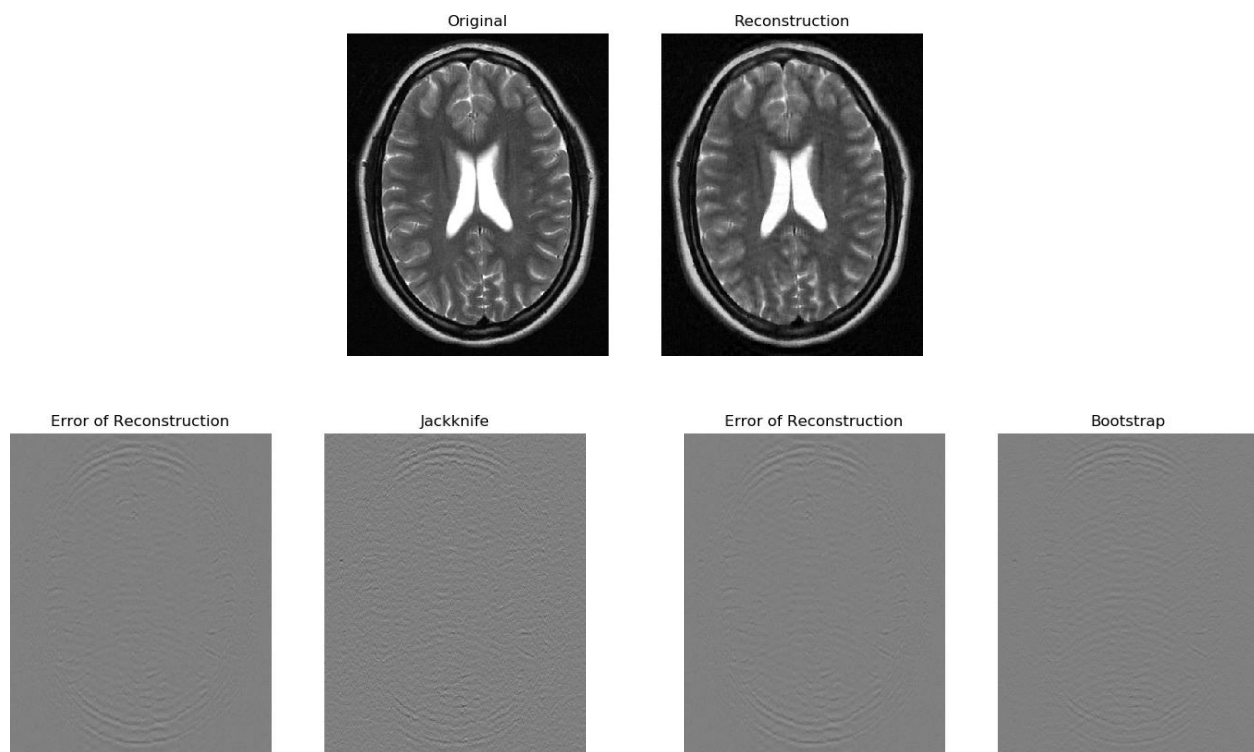 Original
Reconstruction
Error of Reconstruction
Jackknife
Error of Reconstruction
Bootstrap